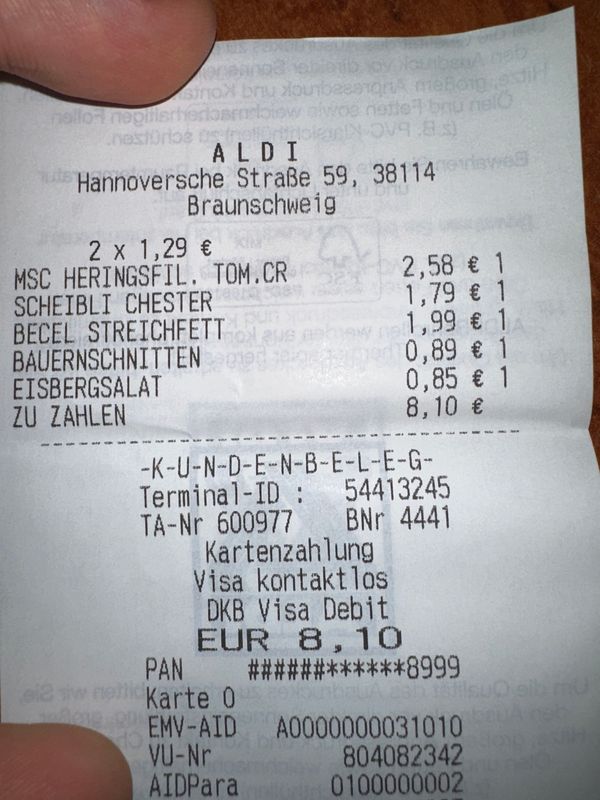 A L D I
Hannoversche Straße 59, 38114
Braunschweig
2 x 1,29 €
MSC HERINGSFIL. TOM,CR 2,58 € 1
SCHEIBLI CHESTER 1,79 € 1
BECEL STREICHFETT 1,99 € 1
BAUERNSCHNITTEN 0,89 € 1
EISBERGSALAT 0,85 € 1
ZU ZAHLEN 8,10 €
-K-U-N-D-E-N-B-E-L-E-G-
Terminal-ID : 54413245
TA-Nr 600977 BNr 4441
Kartenzahlung
Visa kontaktlos
DKB Visa Debit
EUR 8,10
PAN ######******8999
Karte 0
EMV-AID A0000000031010
VU-Nr 804082342
AIDPara 0100000002